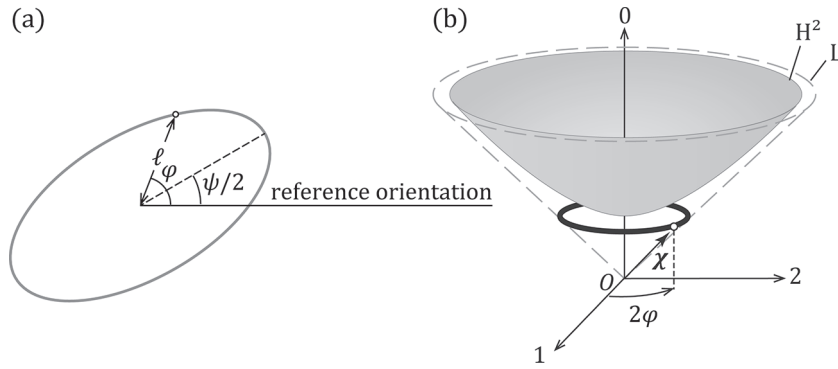 (a)
ℓ
φ
ψ/2
reference orientation
(b)
0
H²
L
χ
O
2
2φ
1